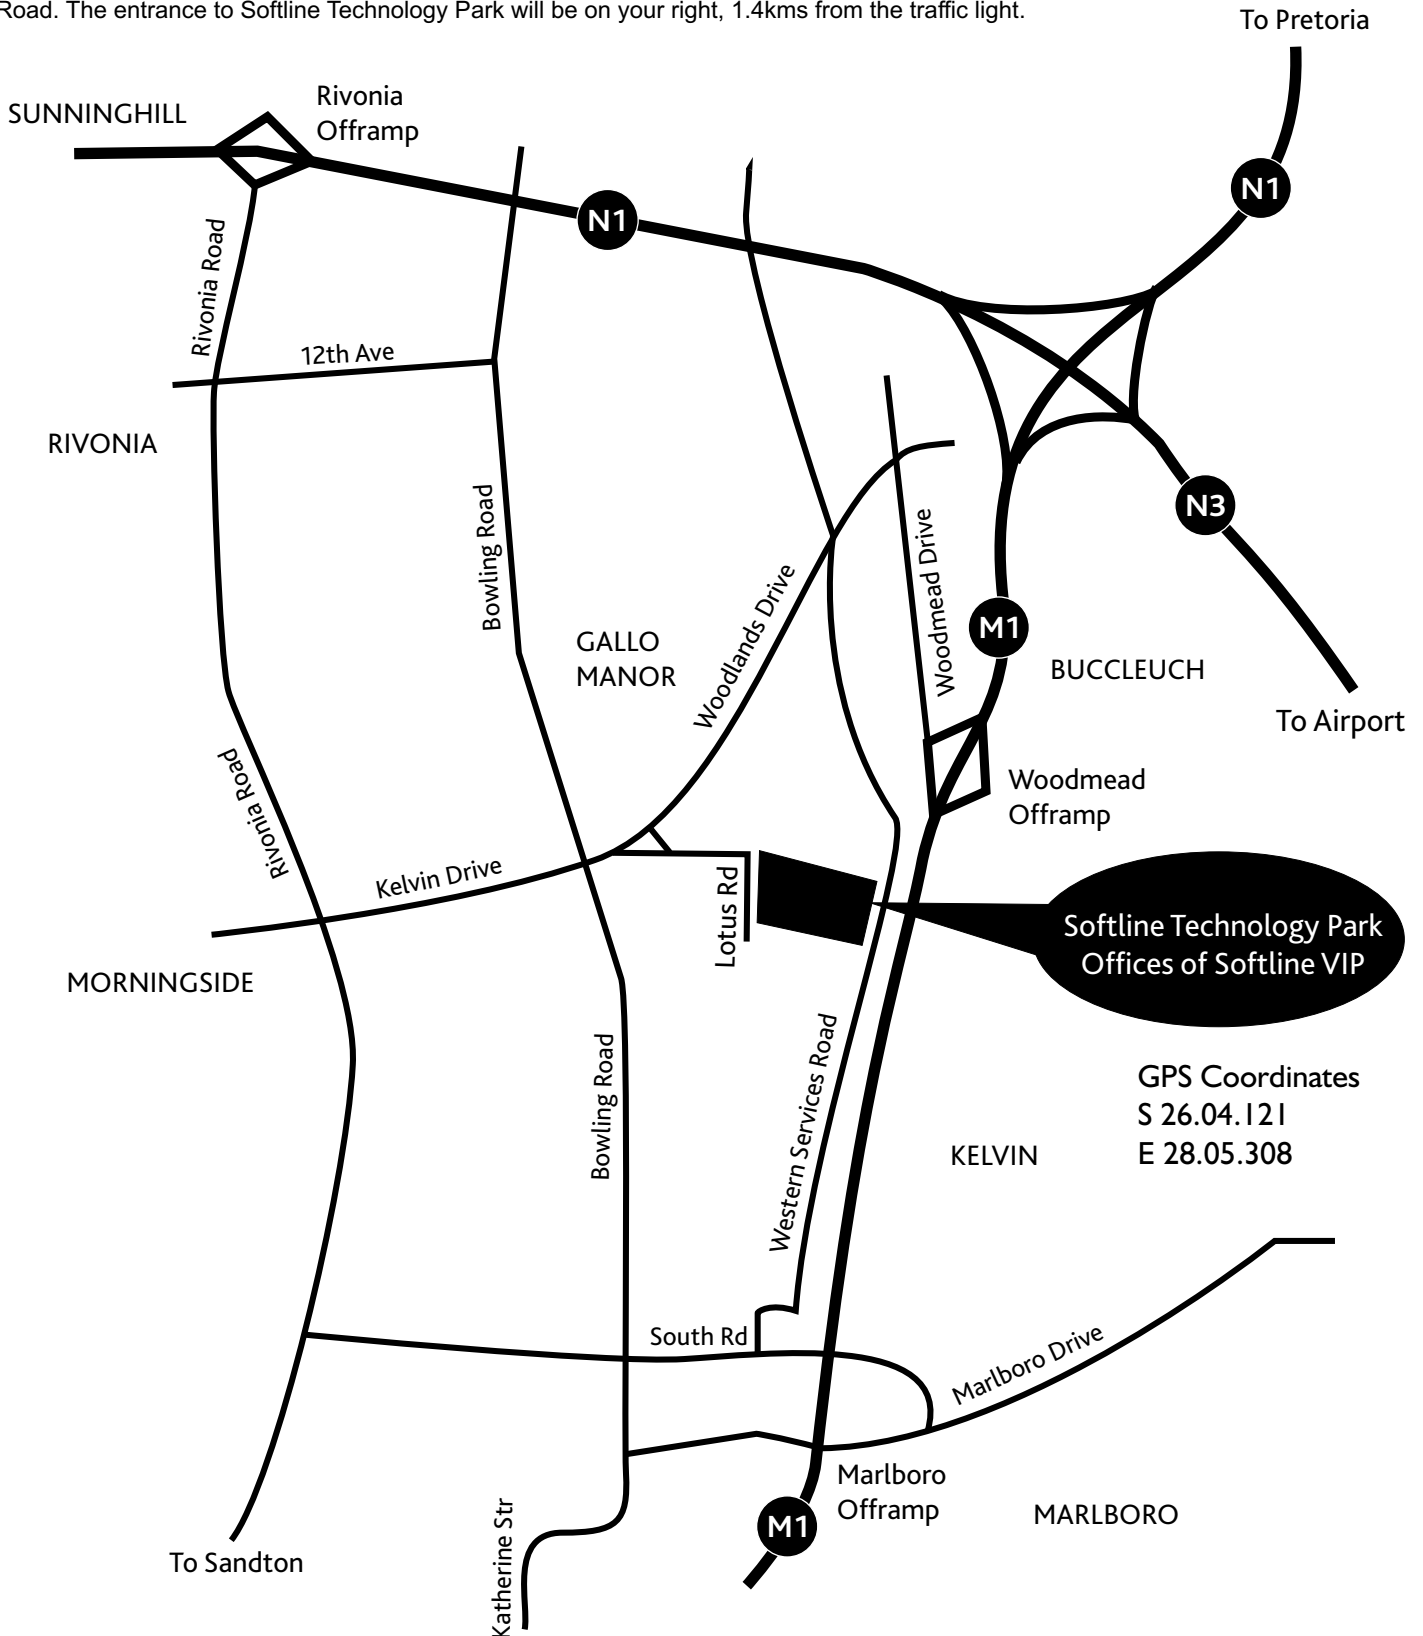 Road. The entrance to Softline Technology Park will be on your right, 1.4kms from the traffic light.
To Pretoria
SUNNINGHILL
Rivonia
Offramp
N1
N1
Rivonia Road
12th Ave
RIVONIA
Bowling Road
N3
Woodmead Drive
Woodlands Drive
GALLO
MANOR
M1
BUCCLEUCH
To Airport
Rivonia Road
Woodmead
Offramp
Kelvin Drive
Lotus Rd
Softline Technology Park
Offices of Softline VIP
MORNINGSIDE
Bowling Road
Western Services Road
GPS Coordinates
S 26.04.121
E 28.05.308
KELVIN
South Rd
Marlboro Drive
Marlboro
Offramp
MARLBORO
M1
Katherine Str
To Sandton